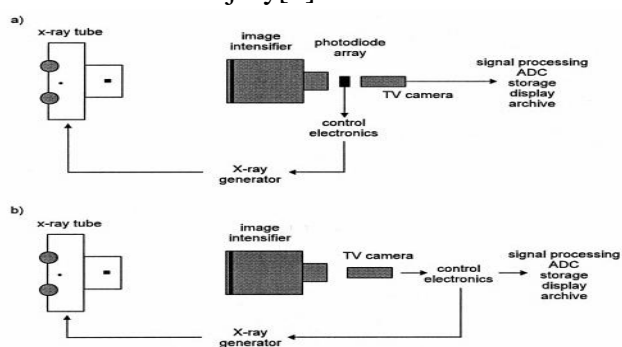 a)
x-ray tube
image
intensifier
photodiode
array
TV camera
signal processing
ADC
storage
display
archive
control
electronics
X-ray
generator
b)
x-ray tube
image
intensifier
TV camera
control
electronics
signal processing
ADC
storage
display
archive
X-ray
generator